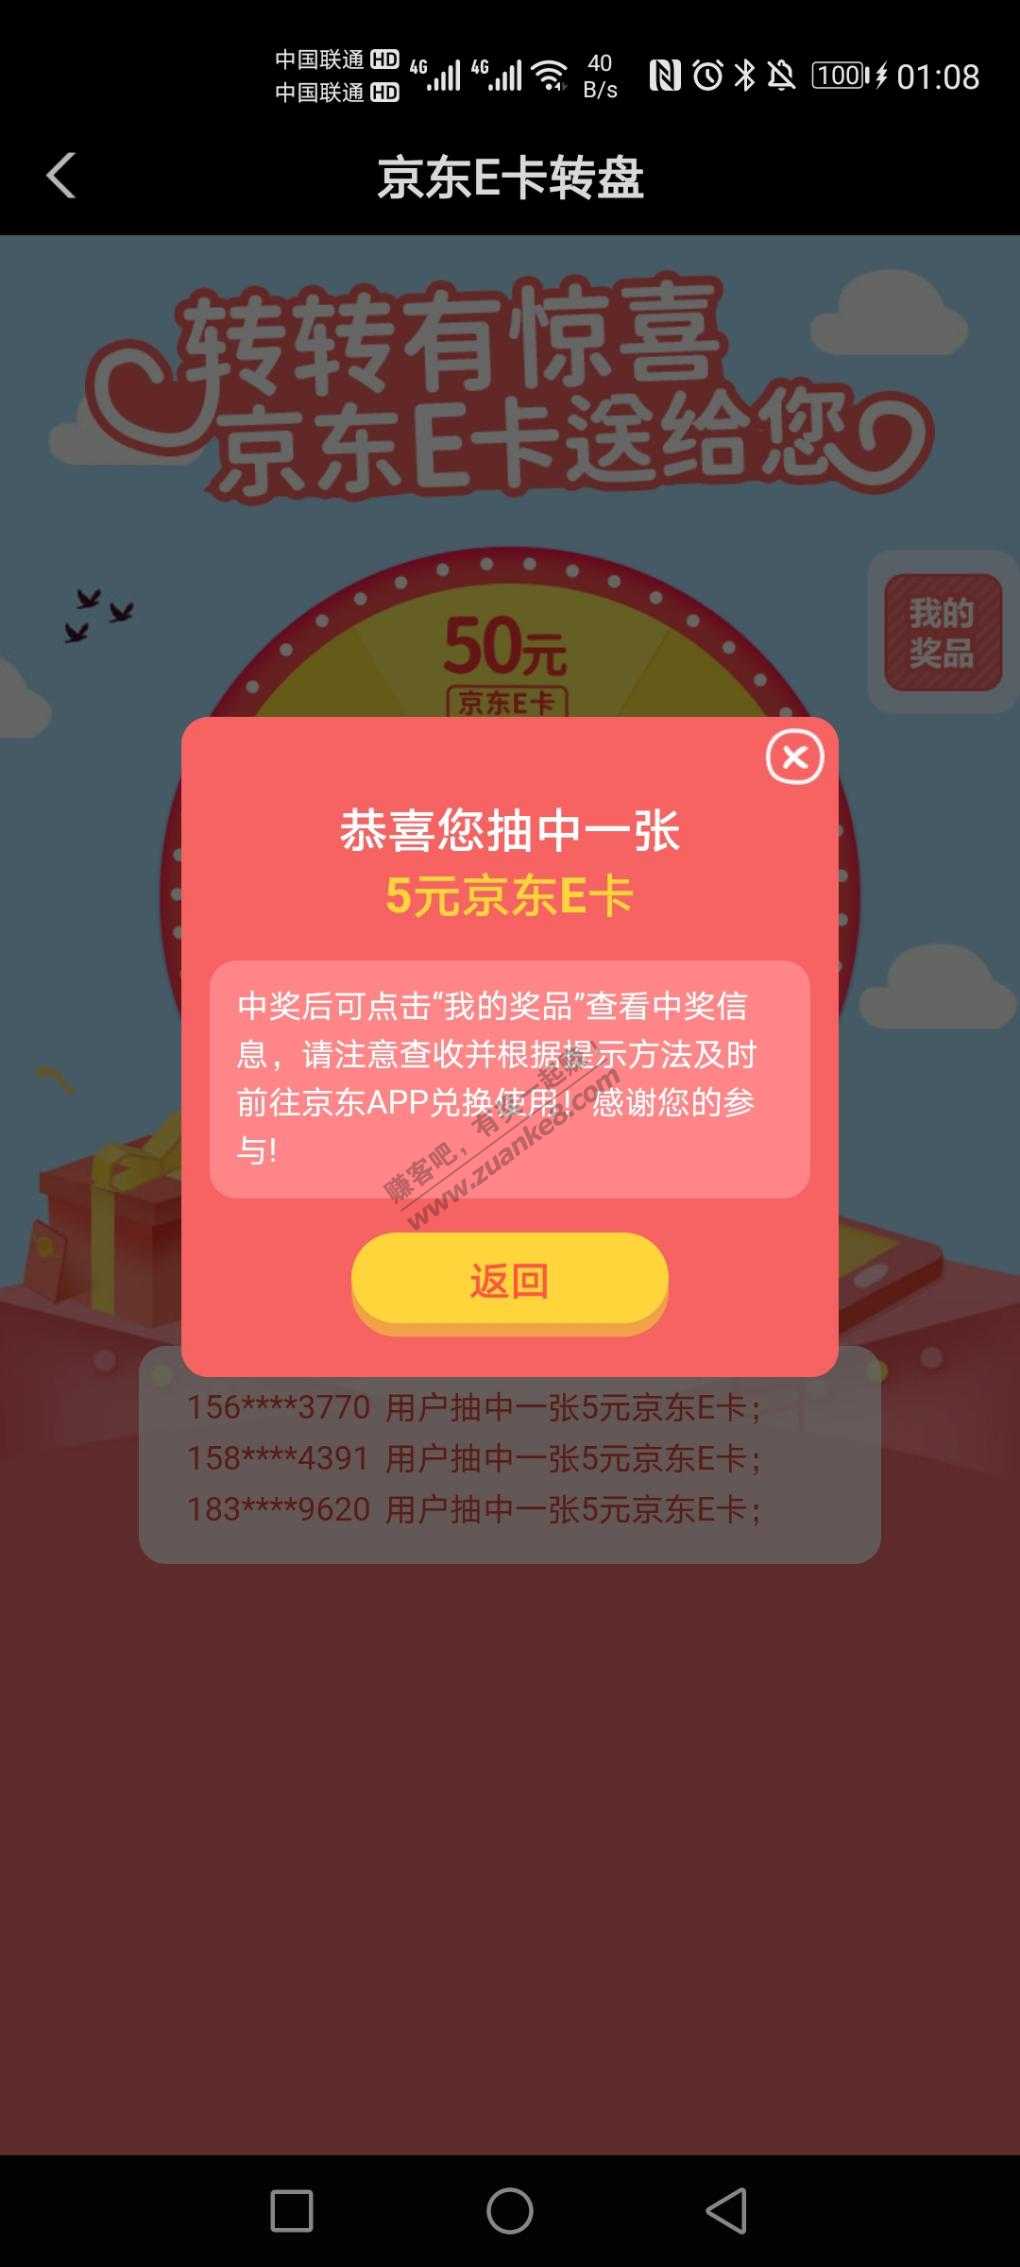 中国联通 HD 4G 4G 40 B/s 100 01:08
中国联通 HD
京东E卡转盘
转转有惊喜
京东E卡送给您
我的
奖品
50元
京东E卡
恭喜您抽中一张
5元京东E卡
中奖后可点击“我的奖品”查看中奖信
息，请注意查收并根据提示方法及时
前往京东APP兑换使用！感谢您的参
与!
赚客吧，有奖一起赚！
www.zuanke8.com
返回
156****3770 用户抽中一张5元京东E卡；
158****4391 用户抽中一张5元京东E卡；
183****9620 用户抽中一张5元京东E卡；